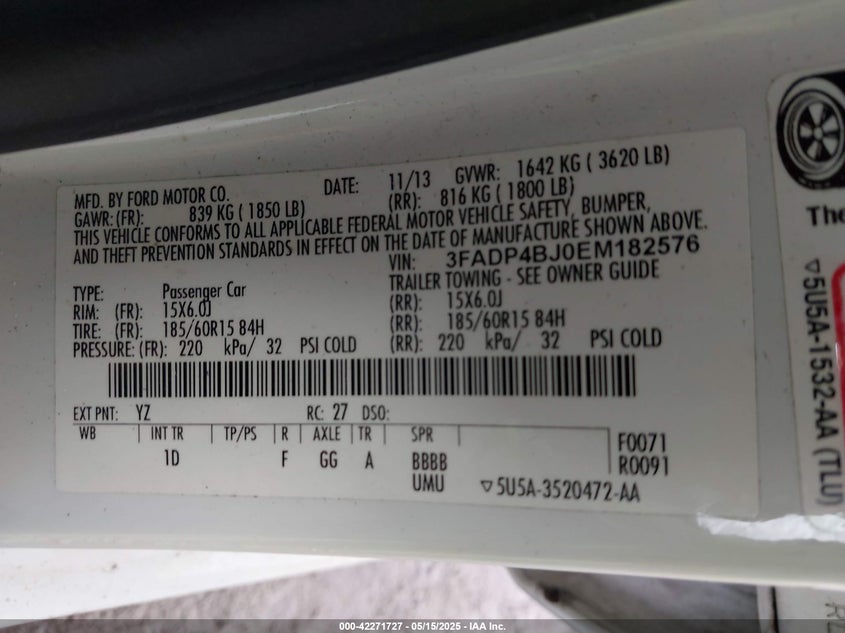 MFD. BY FORD MOTOR CO. DATE: 11/13 GVWR: 1642 KG ( 3620 LB)
GAWR:(FR): 839 KG ( 1850 LB) (RR): 816 KG ( 1800 LB)
THIS VEHICLE CONFORMS TO ALL APPLICABLE FEDERAL MOTOR VEHICLE SAFETY, BUMPER,
AND THEFT PREVENTION STANDARDS IN EFFECT ON THE DATE OF MANUFACTURE SHOWN ABOVE.
VIN: 3FADP4BJ0EM182576
TRAILER TOWING - SEE OWNER GUIDE
TYPE: Passenger Car
RIM: (FR): 15X6.0J (RR): 15X6.0J
TIRE: (FR): 185/60R15 84H (RR): 185/60R15 84H
PRESSURE: (FR): 220 kPa/ 32 PSI COLD (RR): 220 kPa/ 32 PSI COLD
EXT PNT: YZ RC: 27 DSO:
WB INT TR TP/PS R AXLE TR SPR
1D F GG A BBBB
UMU
F0071
R0091
▽5U5A-3520472-AA
The
▽5U5A-1532-AA (TLU)
000-42271727 - 05/15/2025 - IAA Inc.